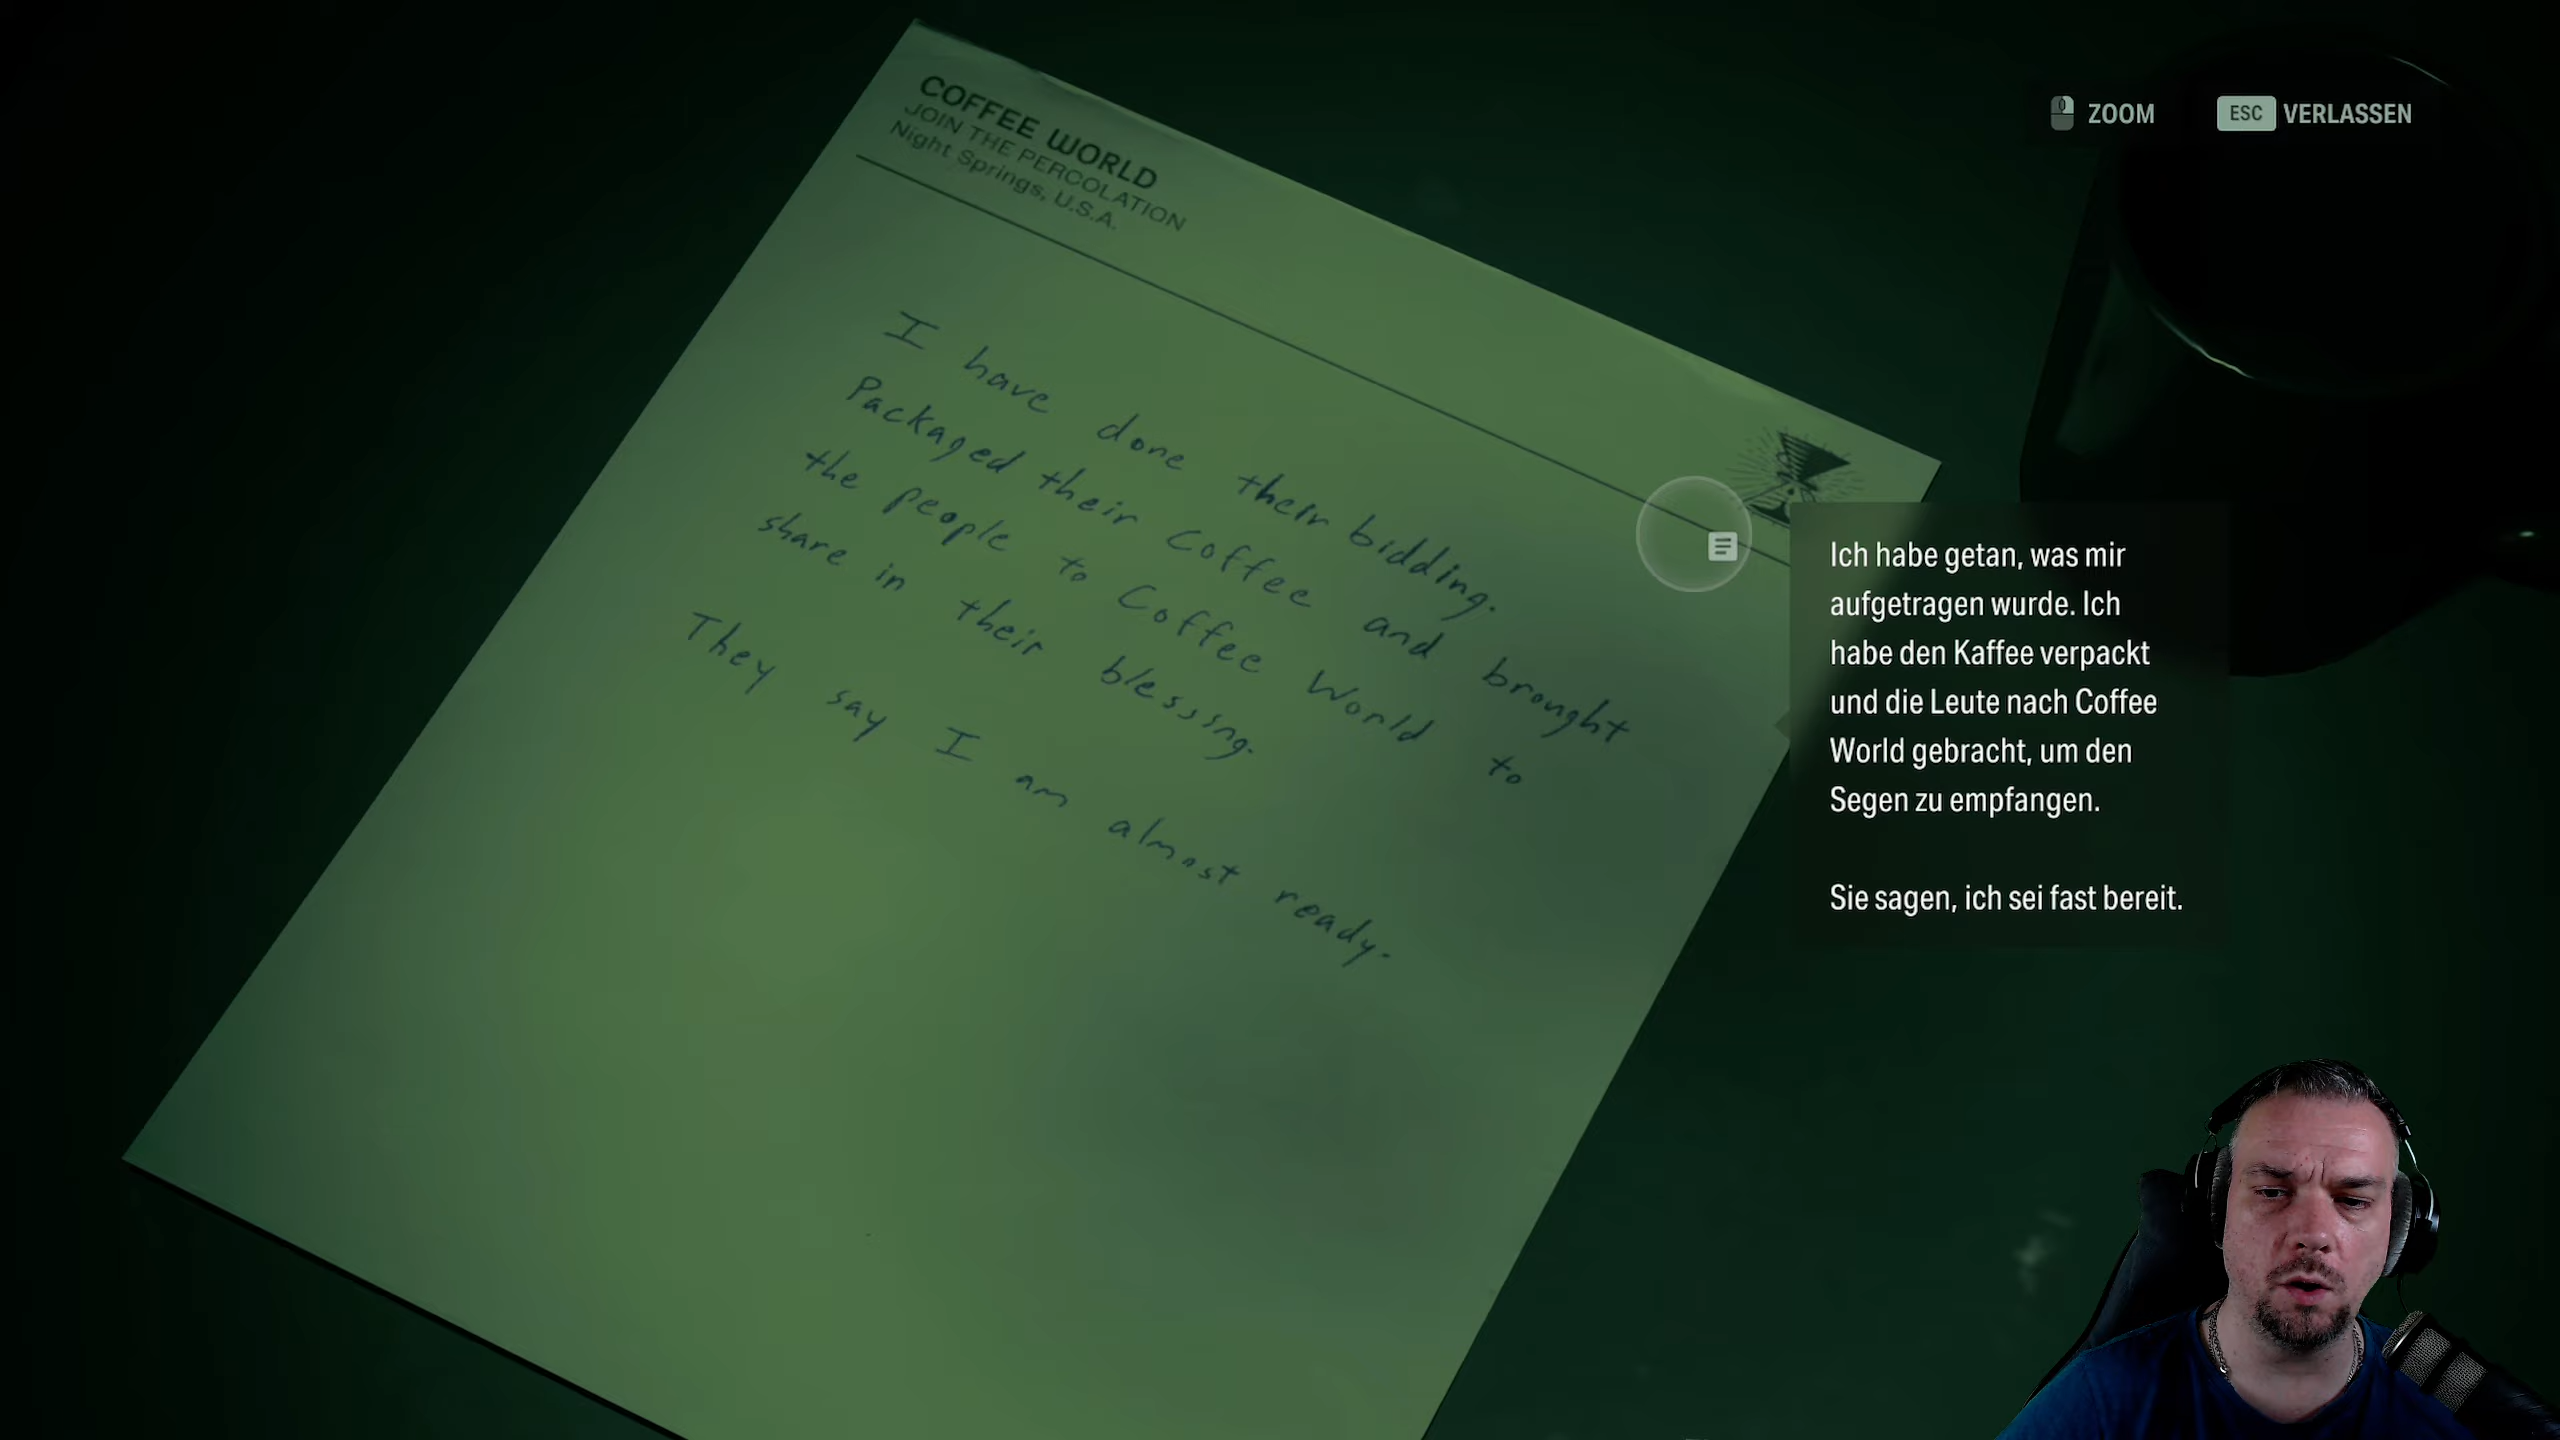 COFFEE WORLD
JOIN THE PERCOLATION
Night Springs, U.S.A.
I have done their bidding.
Packaged their Coffee and brought
the people to Coffee World to
share in their blessing.
They say I am almost ready.
ZOOM
ESC VERLASSEN
Ich habe getan, was mir
aufgetragen wurde. Ich
habe den Kaffee verpackt
und die Leute nach Coffee
World gebracht, um den
Segen zu empfangen.
Sie sagen, ich sei fast bereit.